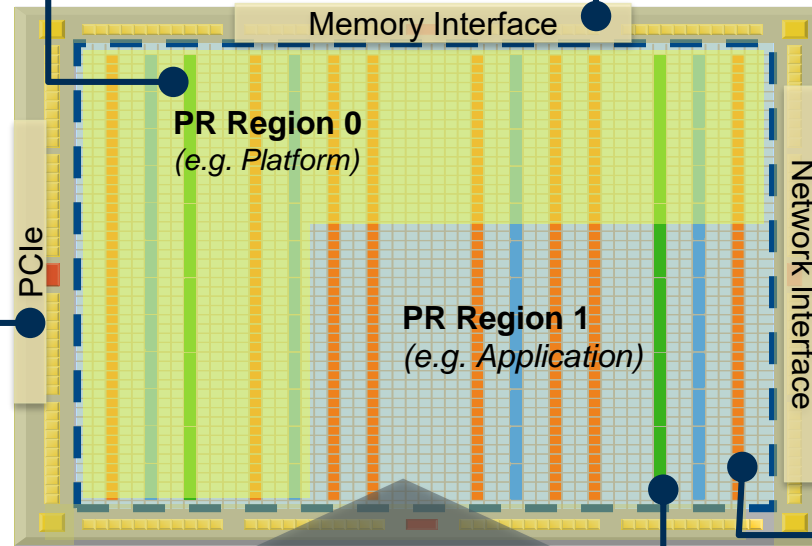 Memory Interface
PR Region 0
(e.g. Platform)
PCIe
PR Region 1
(e.g. Application)
Network Interface